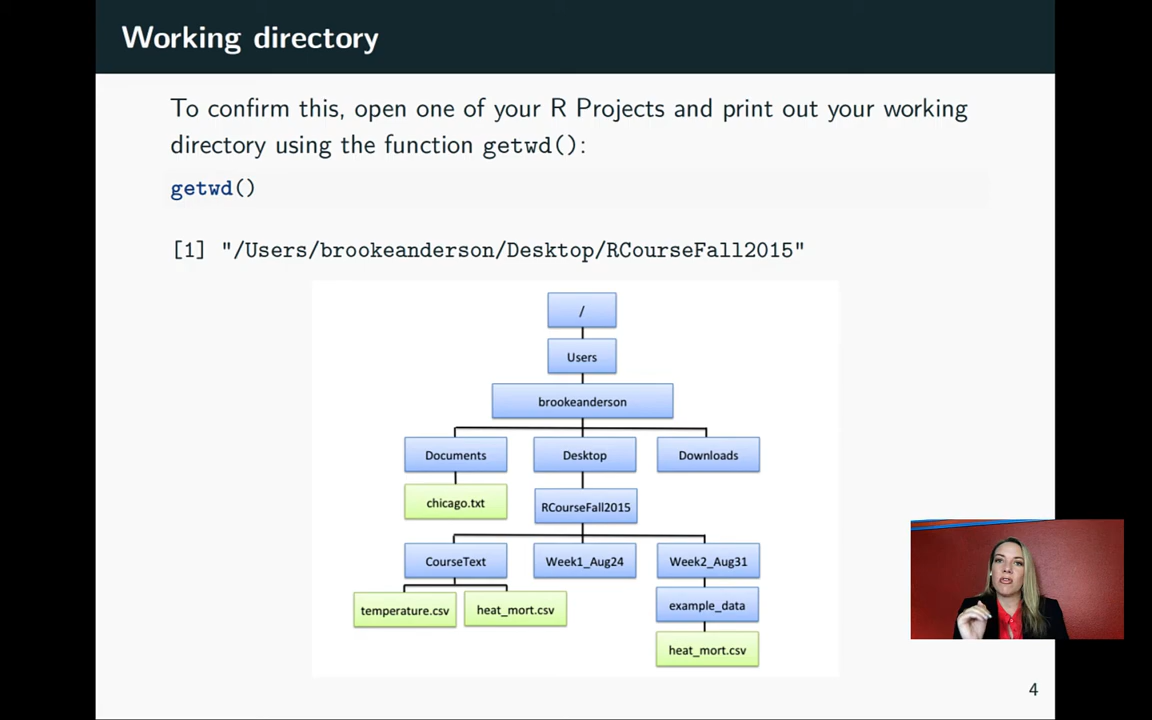 Working directory
To confirm this, open one of your R Projects and print out your working
directory using the function getwd():
getwd()
[1] "/Users/brookeanderson/Desktop/RCourseFall2015"
/
Users
brookeanderson
Documents Desktop Downloads
chicago.txt RCourseFall2015
CourseText Week1_Aug24 Week2_Aug31
temperature.csv heat_mort.csv example_data
heat_mort.csv
4